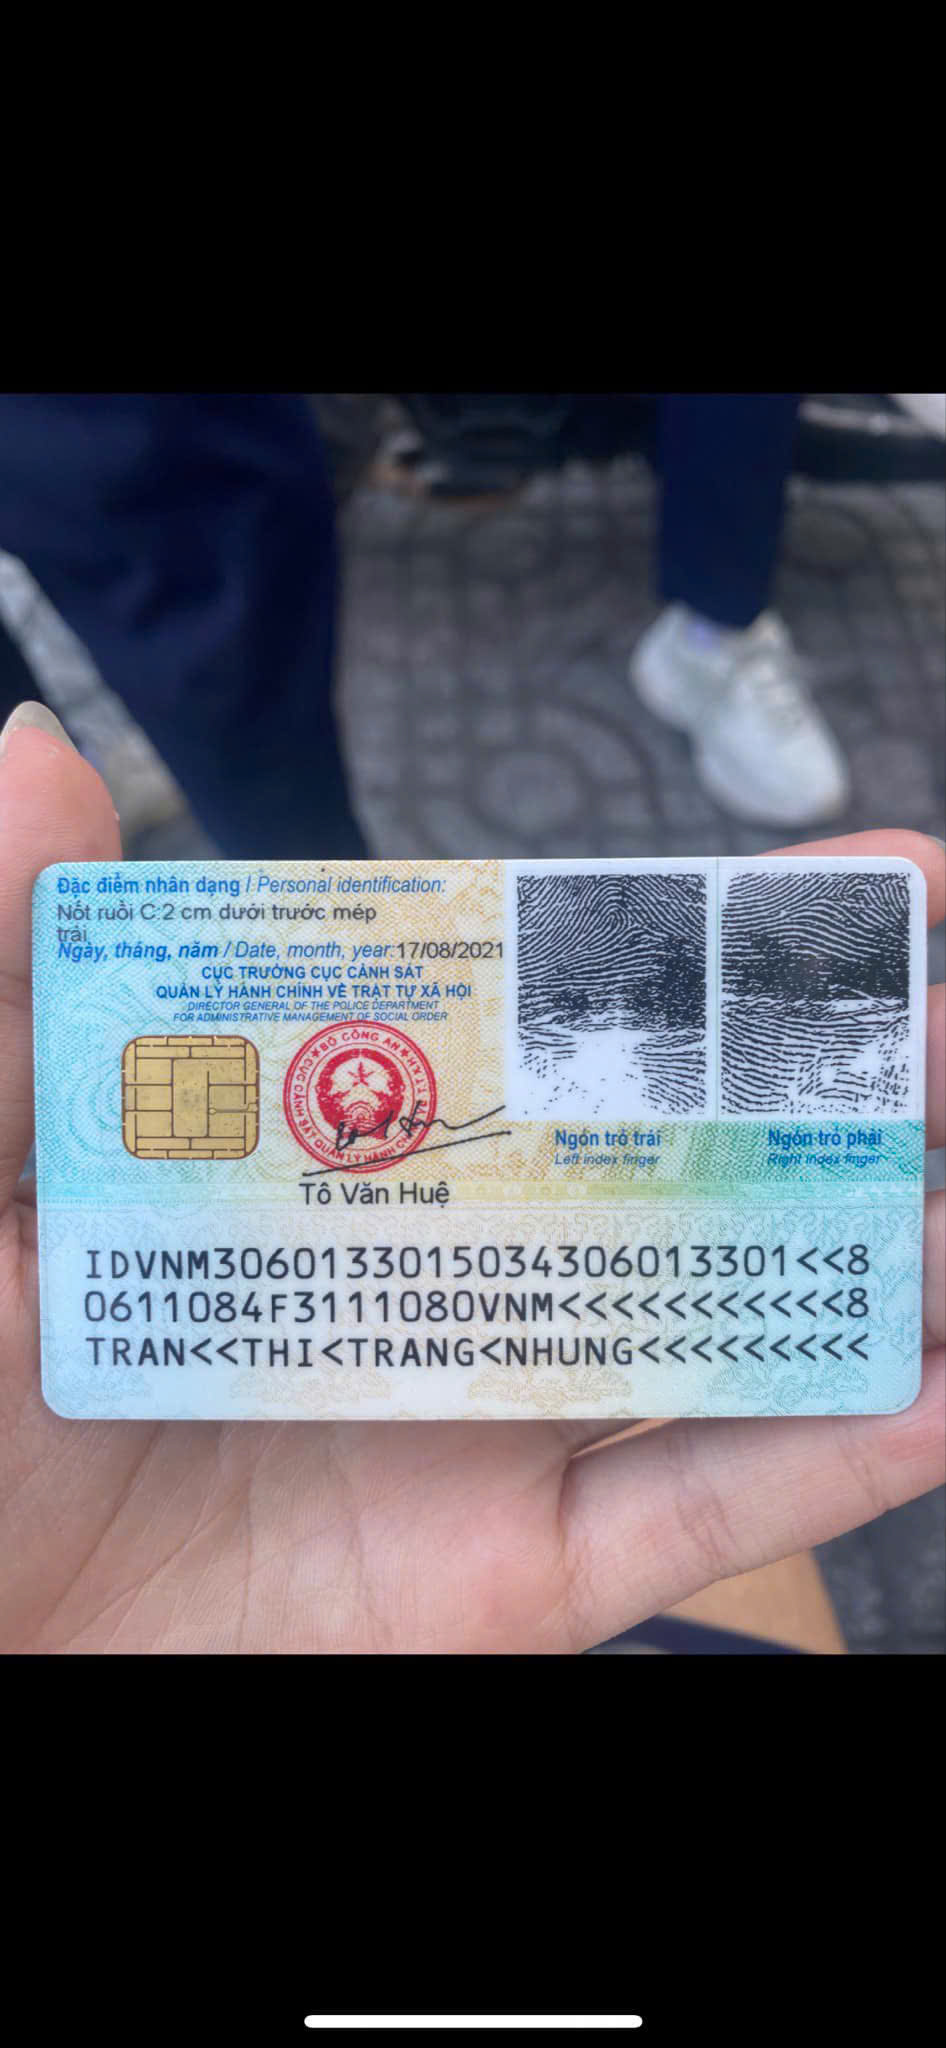 Đặc điểm nhân dạng / Personal identification:
Nốt ruồi C:2 cm dưới trước mép
trái
Ngày, tháng, năm / Date, month, year:17/08/2021
CỤC TRƯỞNG CỤC CẢNH SÁT
QUẢN LÝ HÀNH CHÍNH VỀ TRẬT TỰ XÃ HỘI
DIRECTOR GENERAL OF THE POLICE DEPARTMENT
FOR ADMINISTRATIVE MANAGEMENT OF SOCIAL ORDER
BỘ CÔNG AN
CỤC CẢNH SÁT QUẢN LÝ HÀNH
Tô Văn Huệ
Ngón trỏ trái
Left index finger
Ngón trỏ phải
Right index finger
IDVNM3060133015034306013301<<8
0611084F3111080VNM<<<<<<<<<<<8
TRAN<<THI<TRANG<NHUNG<<<<<<<<<